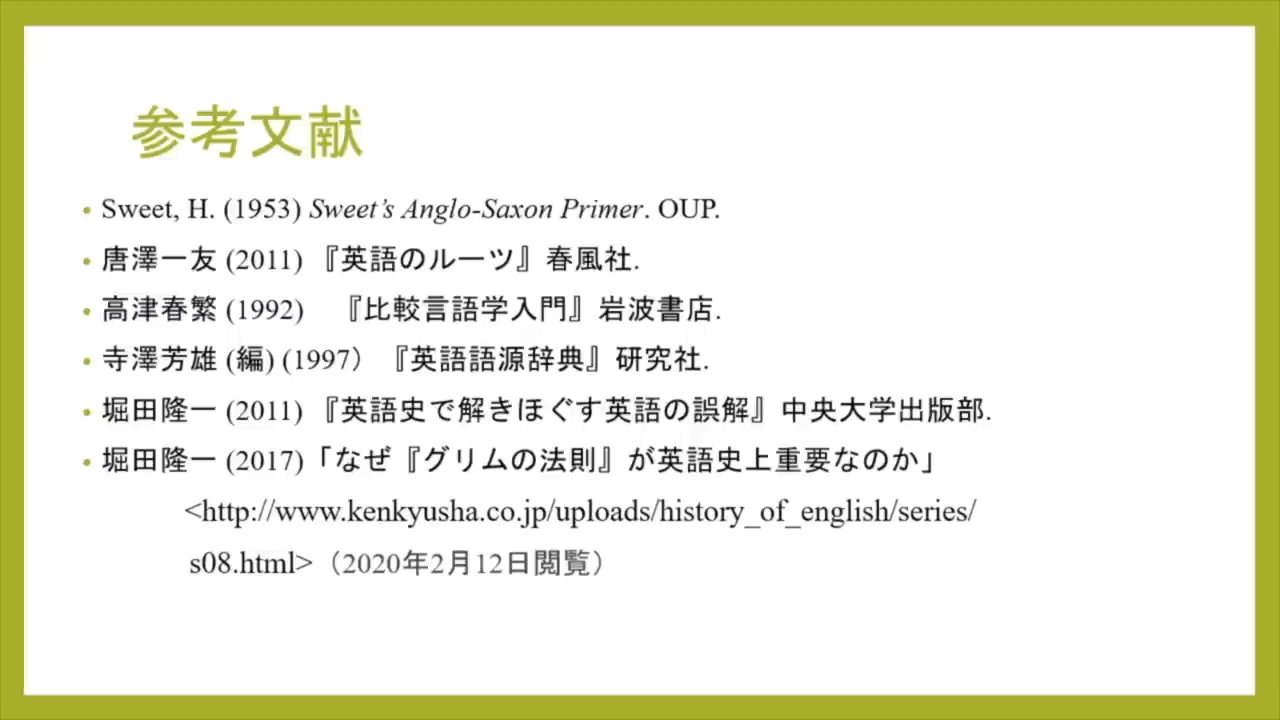 参考文献
• Sweet, H. (1953) Sweet's Anglo-Saxon Primer. OUP.
• 唐澤一友 (2011) 『英語のルーツ』春風社.
• 高津春繁 (1992)　『比較言語学入門』岩波書店.
• 寺澤芳雄 (編) (1997） 『英語語源辞典』研究社.
• 堀田隆一 (2011) 『英語史で解きほぐす英語の誤解』中央大学出版部.
• 堀田隆一 (2017)「なぜ『グリムの法則』が英語史上重要なのか」
<http://www.kenkyusha.co.jp/uploads/history_of_english/series/
s08.html>（2020年2月12日閲覧）